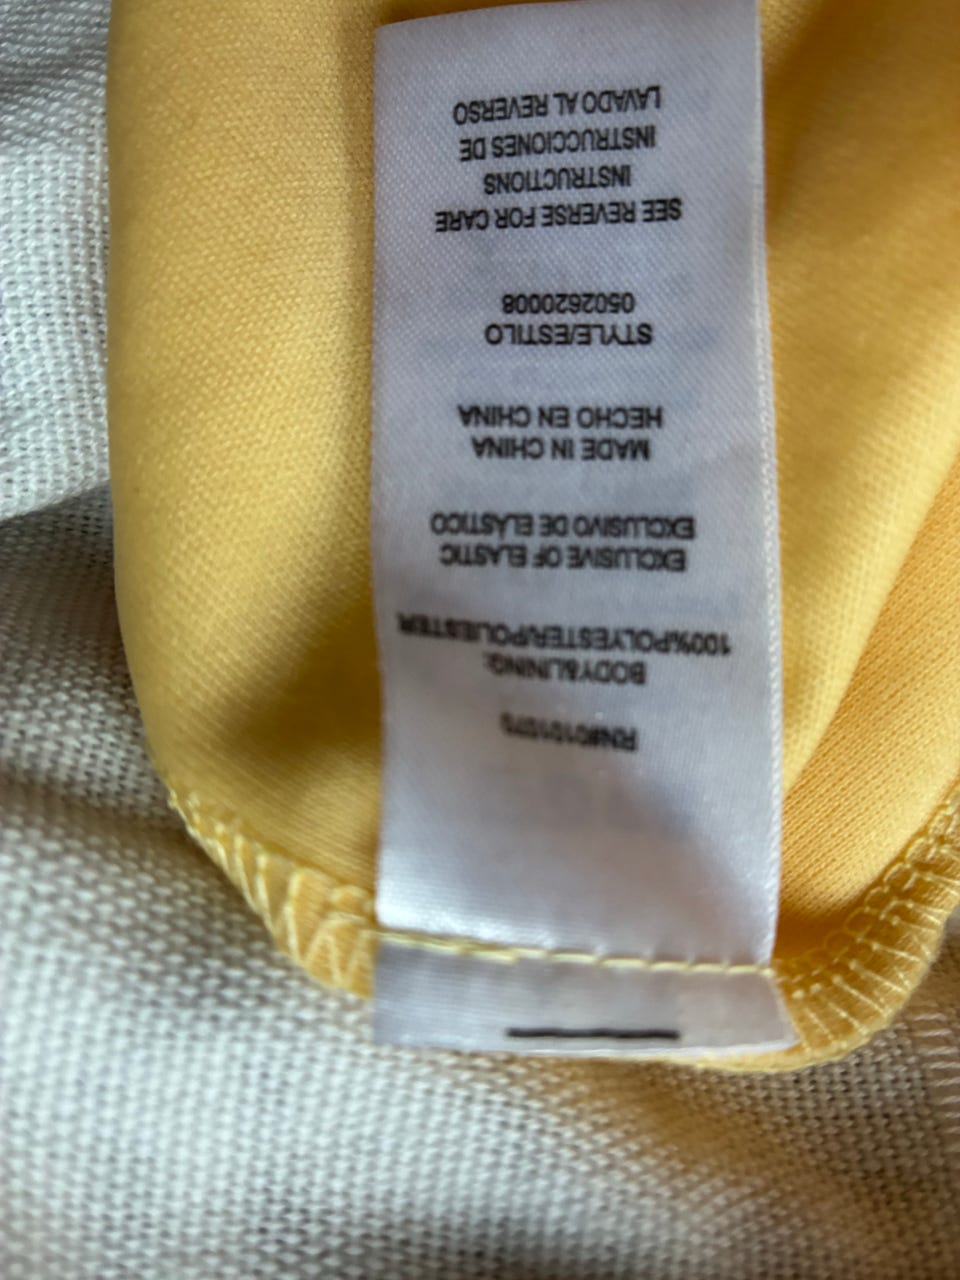 BODY&LINING:
100%POLYESTER/POLIESTER
EXCLUSIVE OF ELASTIC
EXCLUSIVO DE ELÁSTICO
MADE IN CHINA
HECHO EN CHINA
STYLE/ESTILO
0502620008
SEE REVERSE FOR CARE
INSTRUCTIONS
INSTRUCCIONES DE
LAVADO AL REVERSO